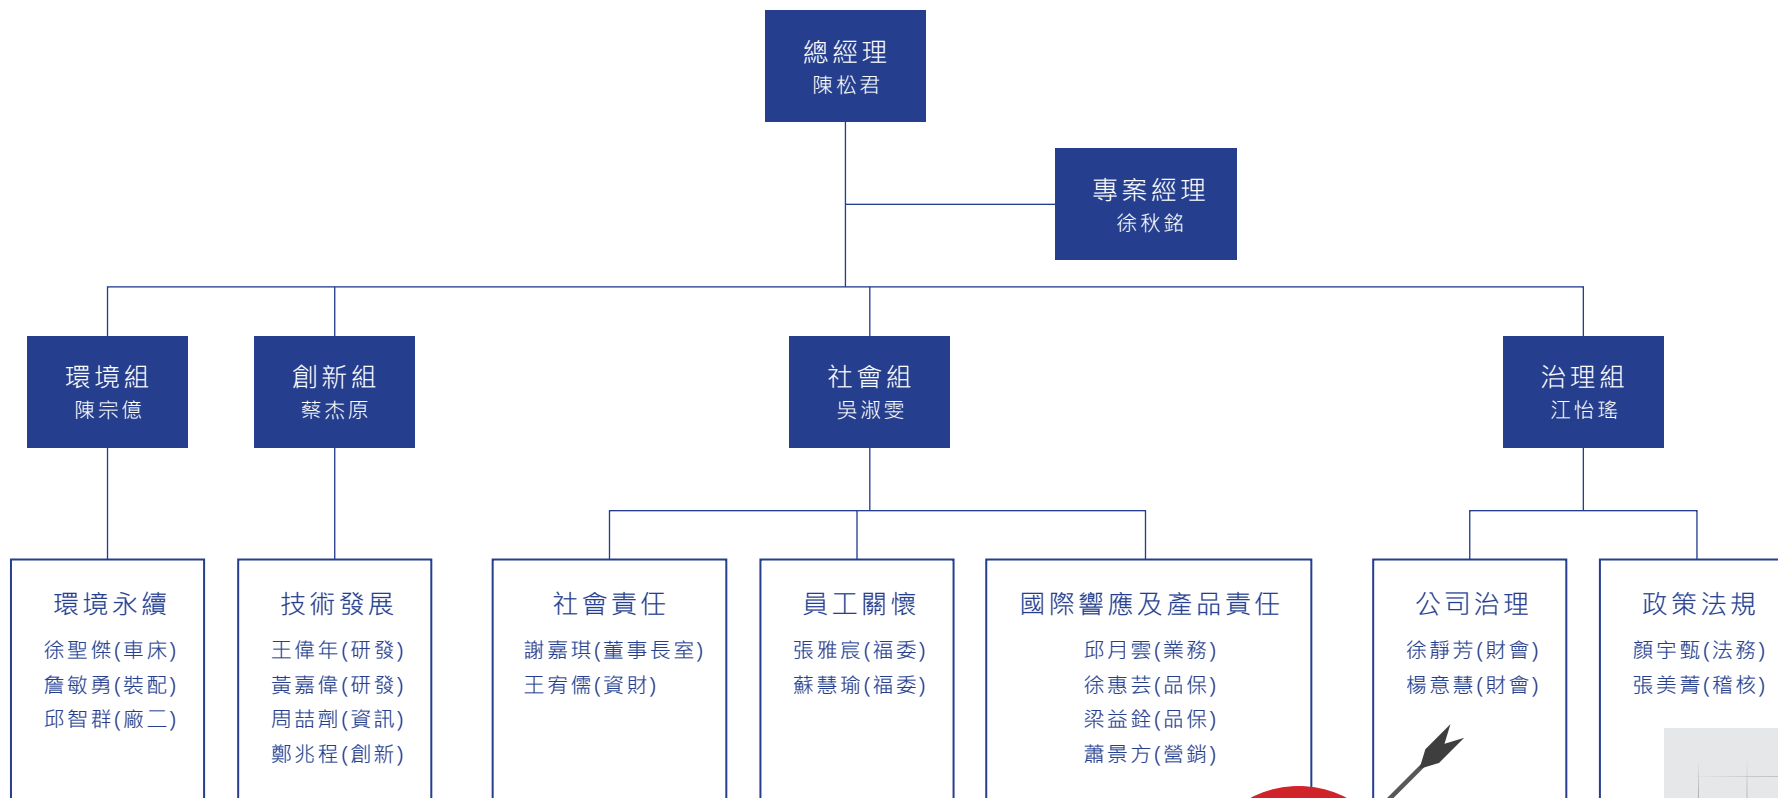 總經理
陳松君
專案經理
徐秋銘
環境組
陳宗億
創新組
蔡杰原
社會組
吳淑雯
治理組
江怡瑤
環境永續
徐聖傑(車床)
詹敏勇(裝配)
邱智群(廠二)
技術發展
王偉年(研發)
黃嘉偉(研發)
周喆劑(資訊)
鄭兆程(創新)
社會責任
謝嘉琪(董事長室)
王宥儒(資財)
員工關懷
張雅宸(福委)
蘇慧瑜(福委)
國際響應及產品責任
邱月雲(業務)
徐惠芸(品保)
梁益銓(品保)
蕭景方(營銷)
公司治理
徐靜芳(財會)
楊意慧(財會)
政策法規
顏宇甄(法務)
張美菁(稽核)